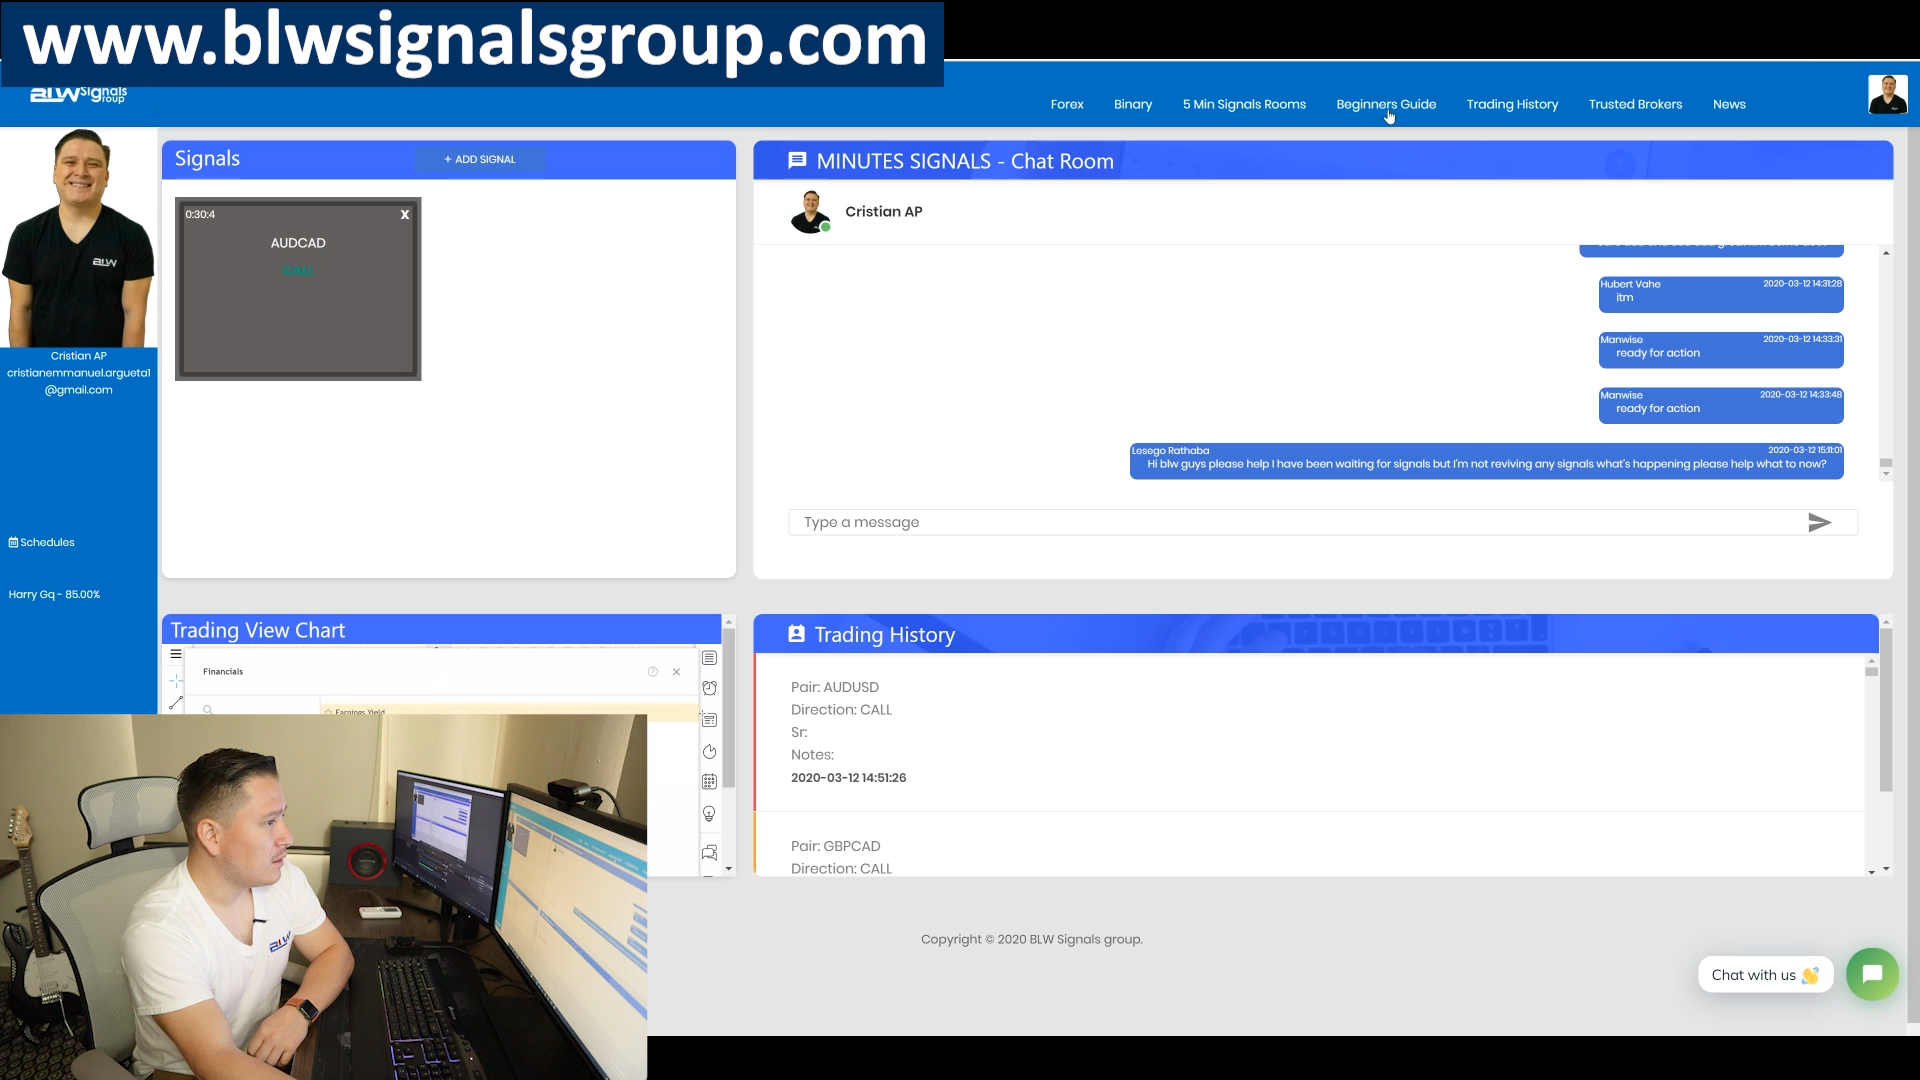 www.blwsignalsgroup.com
BLW Signals group
Forex
Binary
5 Min Signals Rooms
Beginners Guide
Trading History
Trusted Brokers
News
BLW
Cristian AP
cristianemmanuel.argueta1
@gmail.com
Schedules
Harry Gq - 85.00%
Signals
+ ADD SIGNAL
0:30:4
X
AUDCAD
CALL
MINUTES SIGNALS - Chat Room
Cristian AP
Hubert Vahe
2020-03-12 14:31:28
itm
Manwise
2020-03-12 14:33:31
ready for action
Manwise
2020-03-12 14:33:48
ready for action
Lesego Rathaba
2020-03-12 15:11:01
Hi blw guys please help I have been waiting for signals but I'm not reviving any signals what's happening please help what to now?
Type a message
Trading View Chart
Financials
Earnings Yield
Trading History
Pair: AUDUSD
Direction: CALL
Sr:
Notes:
2020-03-12 14:51:26
Pair: GBPCAD
Direction: CALL
BLW
Copyright © 2020 BLW Signals group.
Chat with us 👋